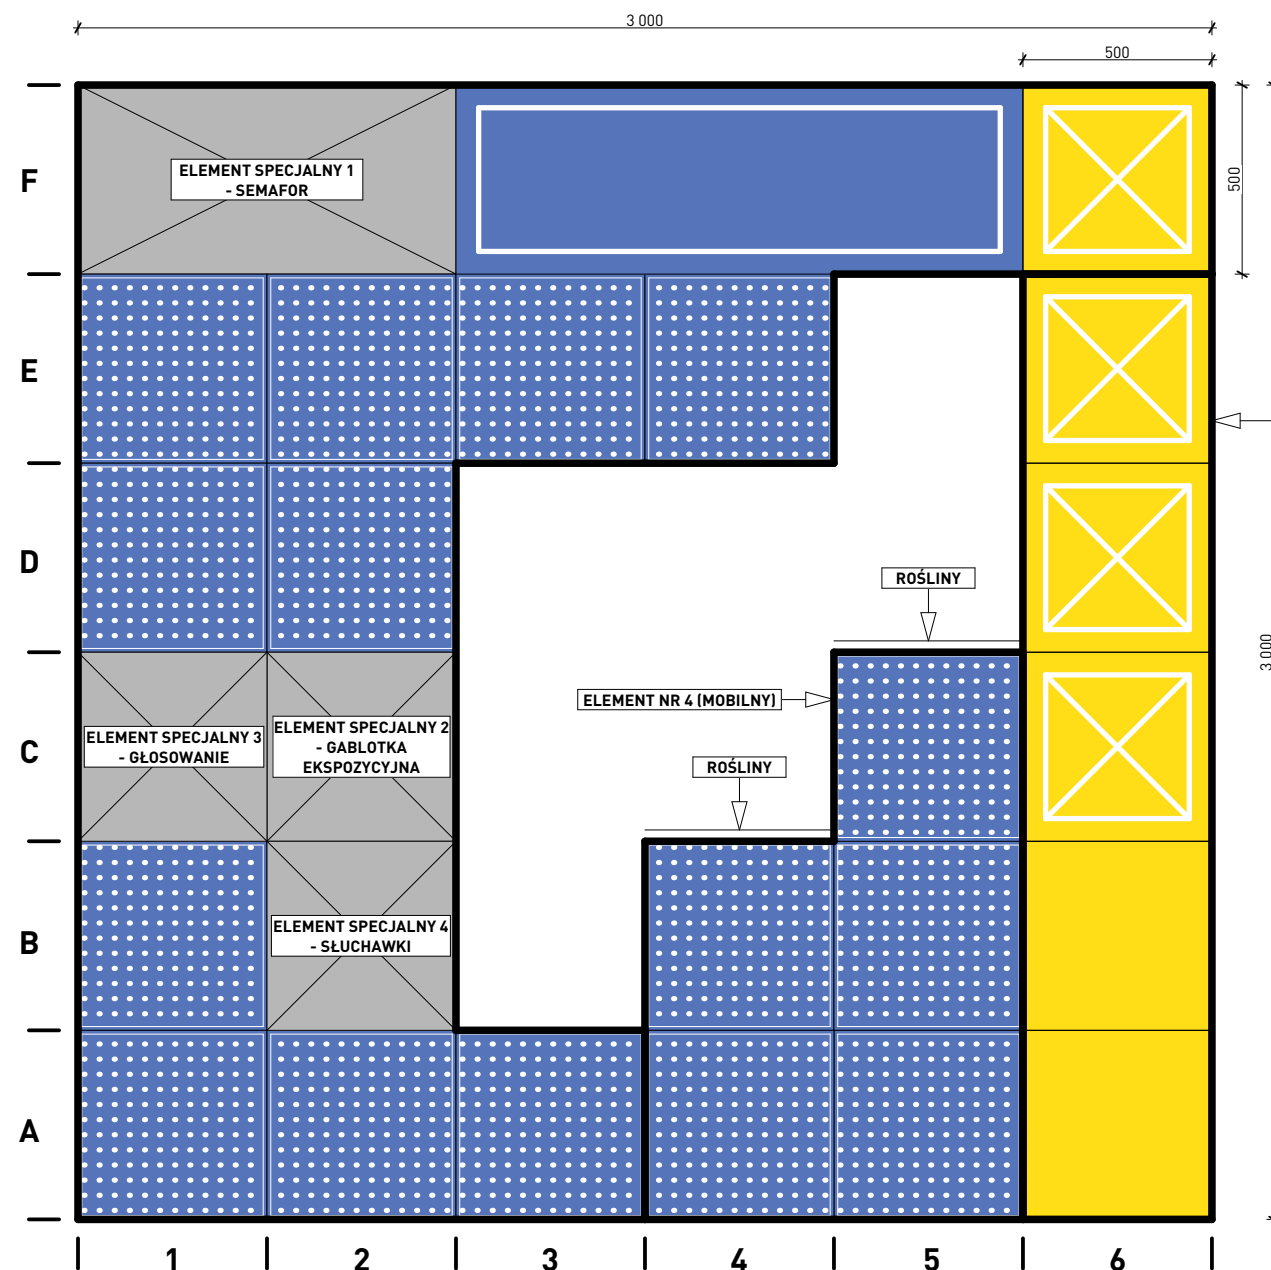 3 000
500
F
ELEMENT SPECJALNY 1
- SEMAFOR
500
E
D
ROŚLINY
3 000
ELEMENT NR 4 (MOBILNY)
C
ELEMENT SPECJALNY 3
- GŁOSOWANIE
ELEMENT SPECJALNY 2
- GABLOTKA
EKSPOZYCYJNA
ROŚLINY
B
ELEMENT SPECJALNY 4
- SŁUCHAWKI
A
1 2 3 4 5 6